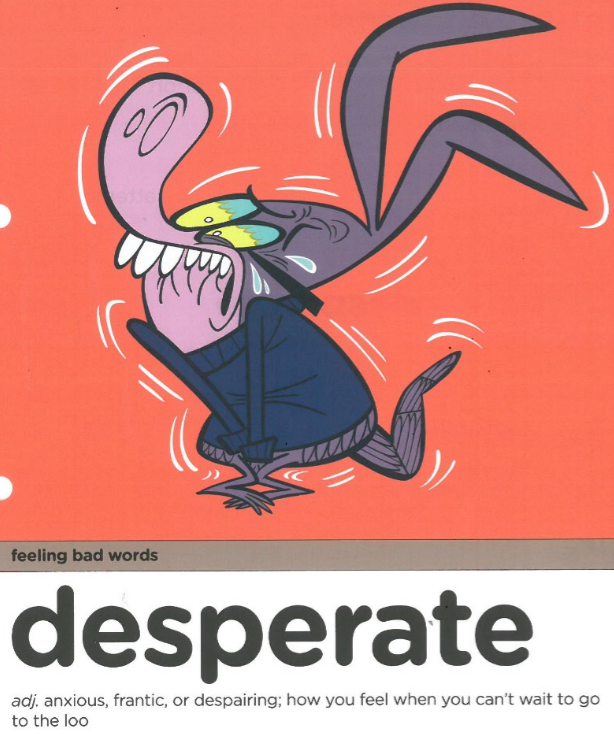 feeling bad words
desperate
adj. anxious, frantic, or despairing; how you feel when you can't wait to go
to the loo